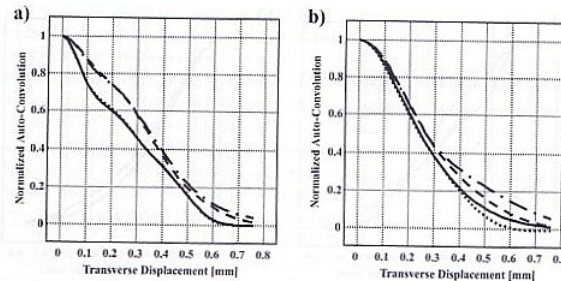 a)
Normalized Auto-Convolution
1
0.8
0.6
0.4
0.2
0
0 0.1 0.2 0.3 0.4 0.5 0.6 0.7 0.8
Transverse Displacement [mm]
b)
Normalized Auto-Convolution
1
0.8
0.6
0.4
0.2
0
0 0.1 0.2 0.3 0.4 0.5 0.6 0.7
Transverse Displacement [mm]